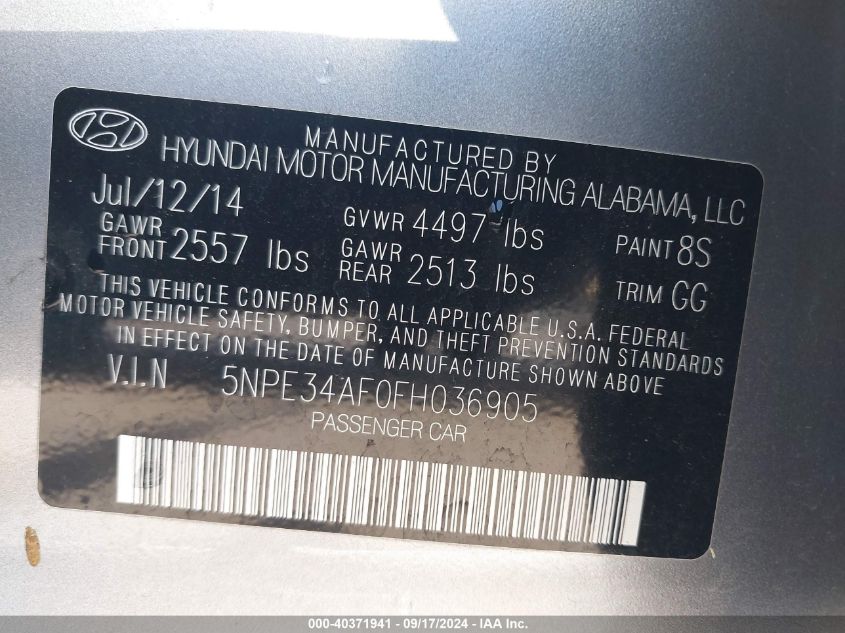 MANUFACTURED BY
HYUNDAI MOTOR MANUFACTURING ALABAMA, LLC
Jul/12/14 GVWR 4497 lbs PAINT 8S
GAWR FRONT 2557 lbs GAWR REAR 2513 lbs TRIM GG
THIS VEHICLE CONFORMS TO ALL APPLICABLE U.S.A. FEDERAL
MOTOR VEHICLE SAFETY, BUMPER, AND THEFT PREVENTION STANDARDS
IN EFFECT ON THE DATE OF MANUFACTURE SHOWN ABOVE
V.I.N 5NPE34AF0FH036905
PASSENGER CAR
000-40371941 - 09/17/2024 - IAA Inc.